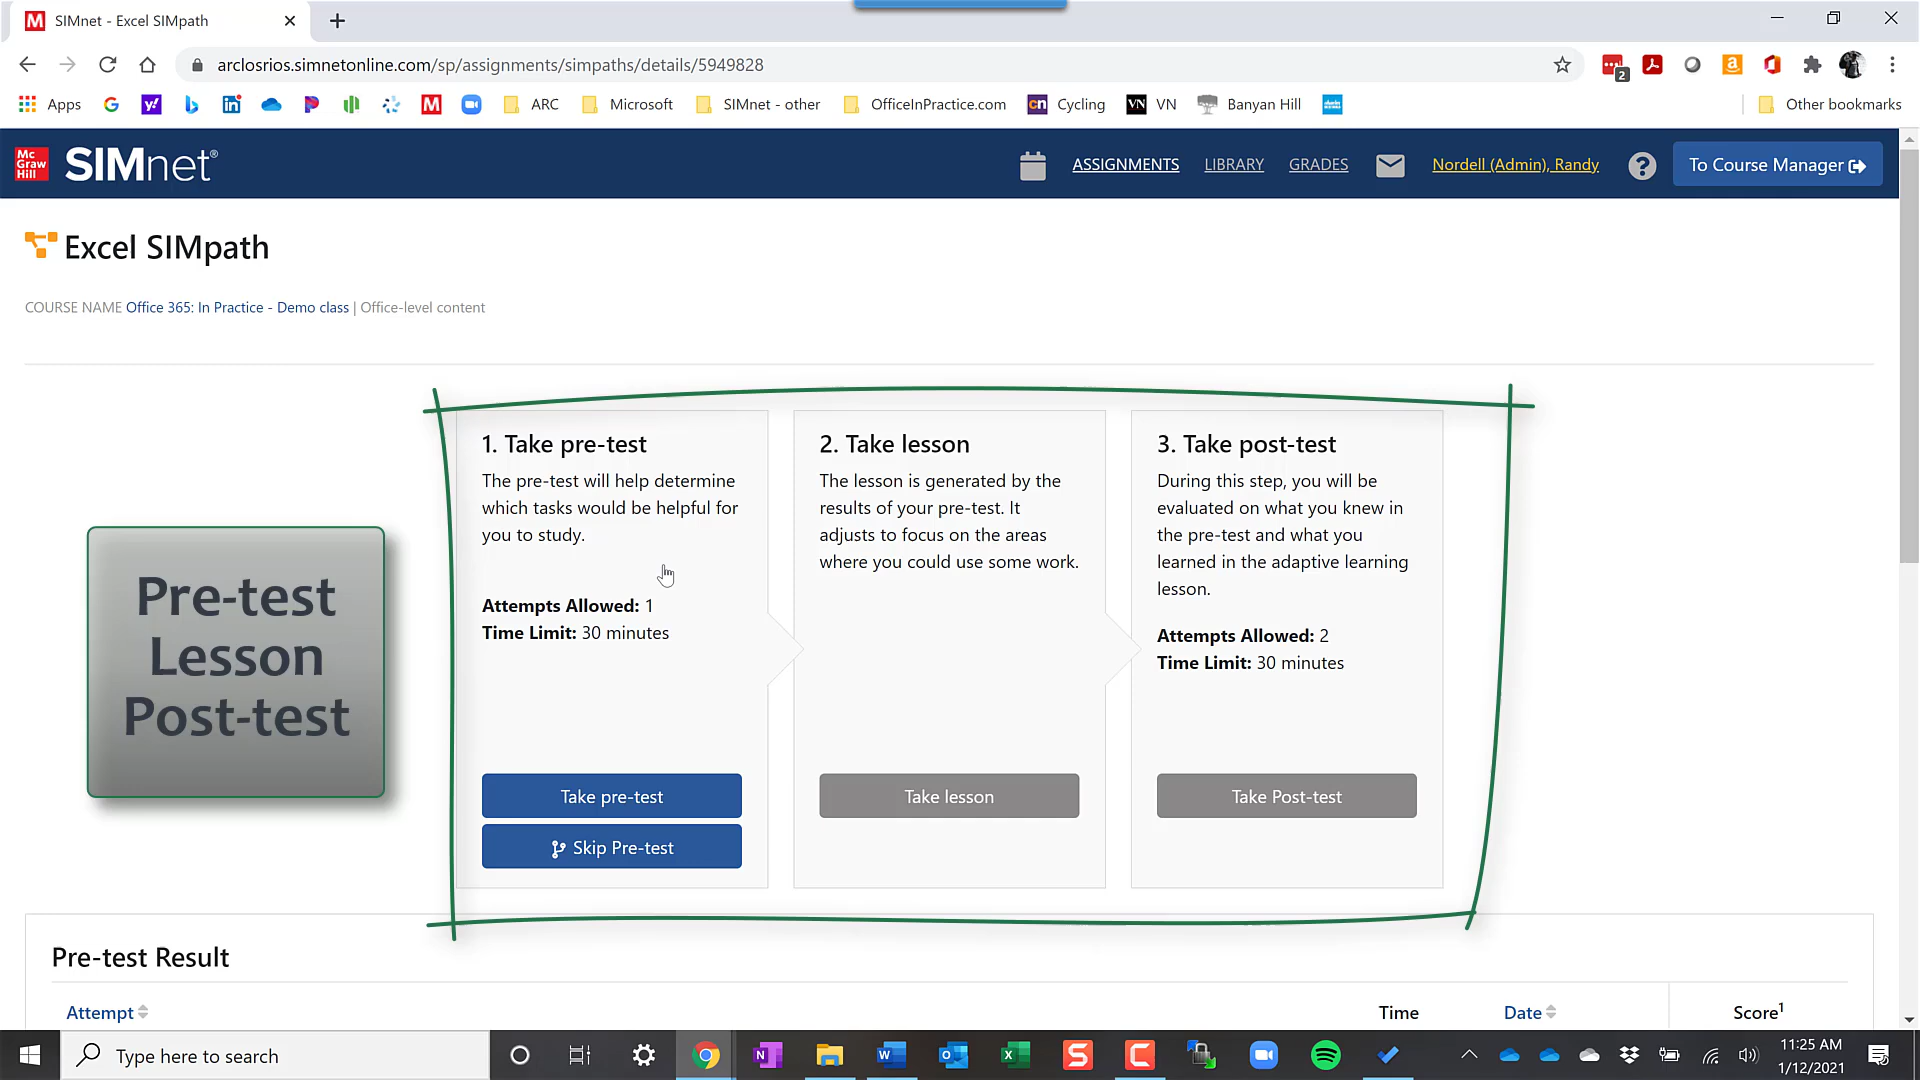 SIMnet - Excel SIMpath
arclosrios.simnetonline.com/sp/assignments/simpaths/details/5949828
2
Apps
ARC
Microsoft
SIMnet - other
OfficeInPractice.com
Cycling
VN
Banyan Hill
Other bookmarks
Mc Graw Hill
SIMnet®
ASSIGNMENTS
LIBRARY
GRADES
Nordell (Admin), Randy
To Course Manager
Excel SIMpath
COURSE NAME Office 365: In Practice - Demo class | Office-level content
Pre-test
Lesson
Post-test
1. Take pre-test
The pre-test will help determine
which tasks would be helpful for
you to study.
Attempts Allowed: 1
Time Limit: 30 minutes
Take pre-test
Skip Pre-test
2. Take lesson
The lesson is generated by the
results of your pre-test. It
adjusts to focus on the areas
where you could use some work.
Take lesson
3. Take post-test
During this step, you will be
evaluated on what you knew in
the pre-test and what you
learned in the adaptive learning
lesson.
Attempts Allowed: 2
Time Limit: 30 minutes
Take Post-test
Pre-test Result
Attempt
Time
Date
Score¹
Type here to search
11:25 AM
1/12/2021